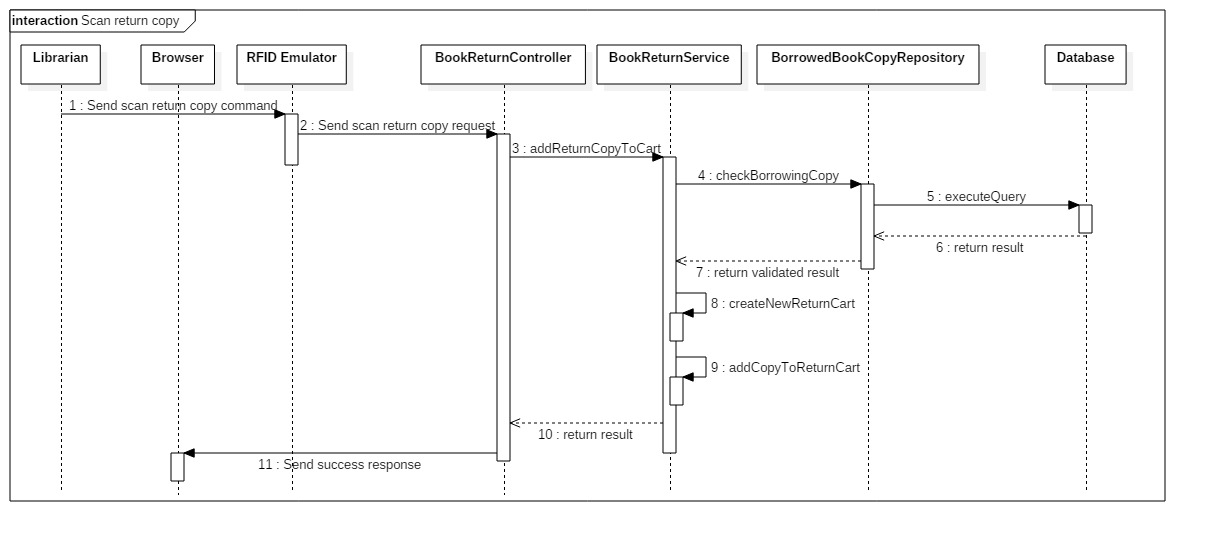 interaction Scan return copy
Librarian
Browser
RFID Emulator
BookReturnController
BookReturnService
BorrowedBookCopyRepository
Database
1 : Send scan return copy command
2 : Send scan return copy request
3 : addReturnCopyToCart
4 : checkBorrowingCopy
5 : executeQuery
6 : return result
7 : return validated result
8 : createNewReturnCart
9 : addCopyToReturnCart
10 : return result
11 : Send success response